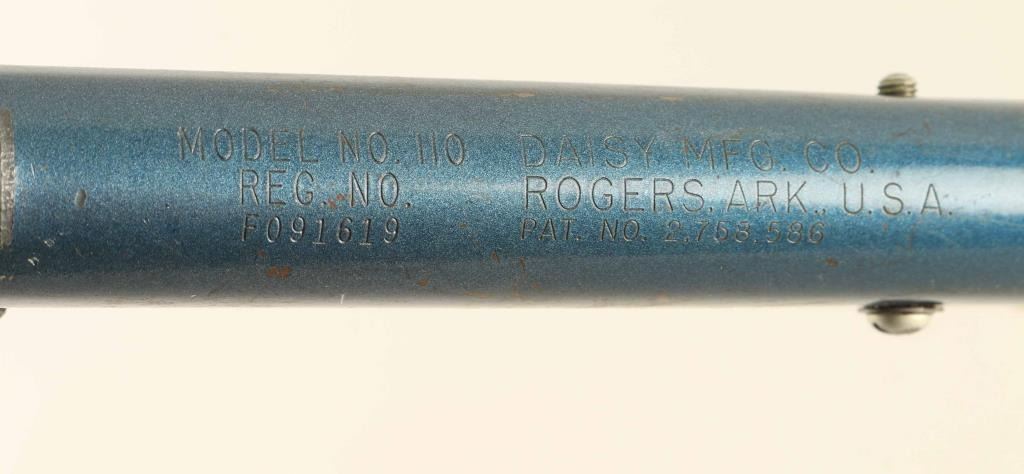 MODEL NO. 110
REG. NO.
F091619
DAISY MFG. CO.
ROGERS, ARK., U.S.A.
PAT. NO. 2,758,586